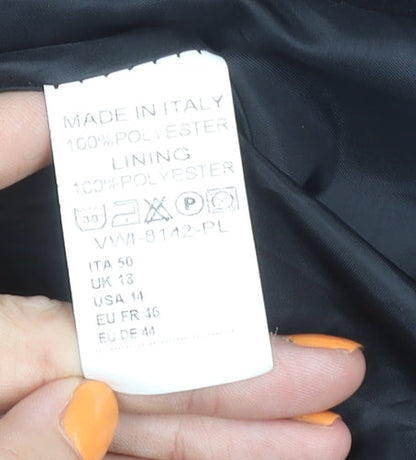 MADE IN ITALY
100%POLYESTER
LINING
100%POLYESTER
30 P
VWI-8142-PL
ITA 50
UK 18
USA 14
EU FR 46
EU DE 44